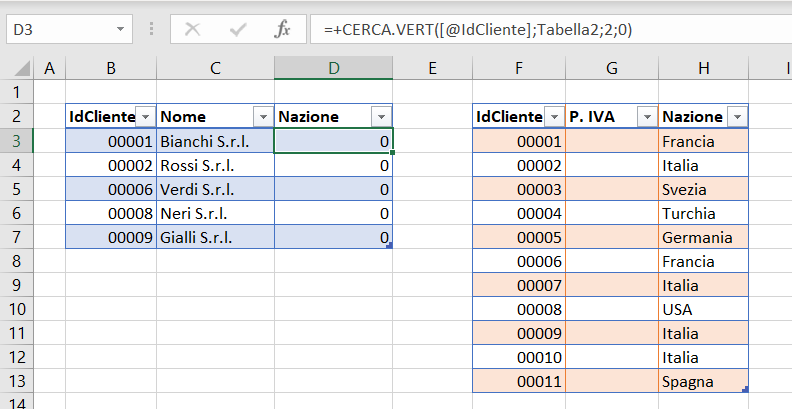 D3 fx =+CERCA.VERT([@IdCliente];Tabella2;2;0)
A B C D E F G H I
1
2 IdCliente Nome Nazione IdCliente P. IVA Nazione
3 00001 Bianchi S.r.l. 0 00001 Francia
4 00002 Rossi S.r.l. 0 00002 Italia
5 00006 Verdi S.r.l. 0 00003 Svezia
6 00008 Neri S.r.l. 0 00004 Turchia
7 00009 Gialli S.r.l. 0 00005 Germania
8 00006 Francia
9 00007 Italia
10 00008 USA
11 00009 Italia
12 00010 Italia
13 00011 Spagna
14